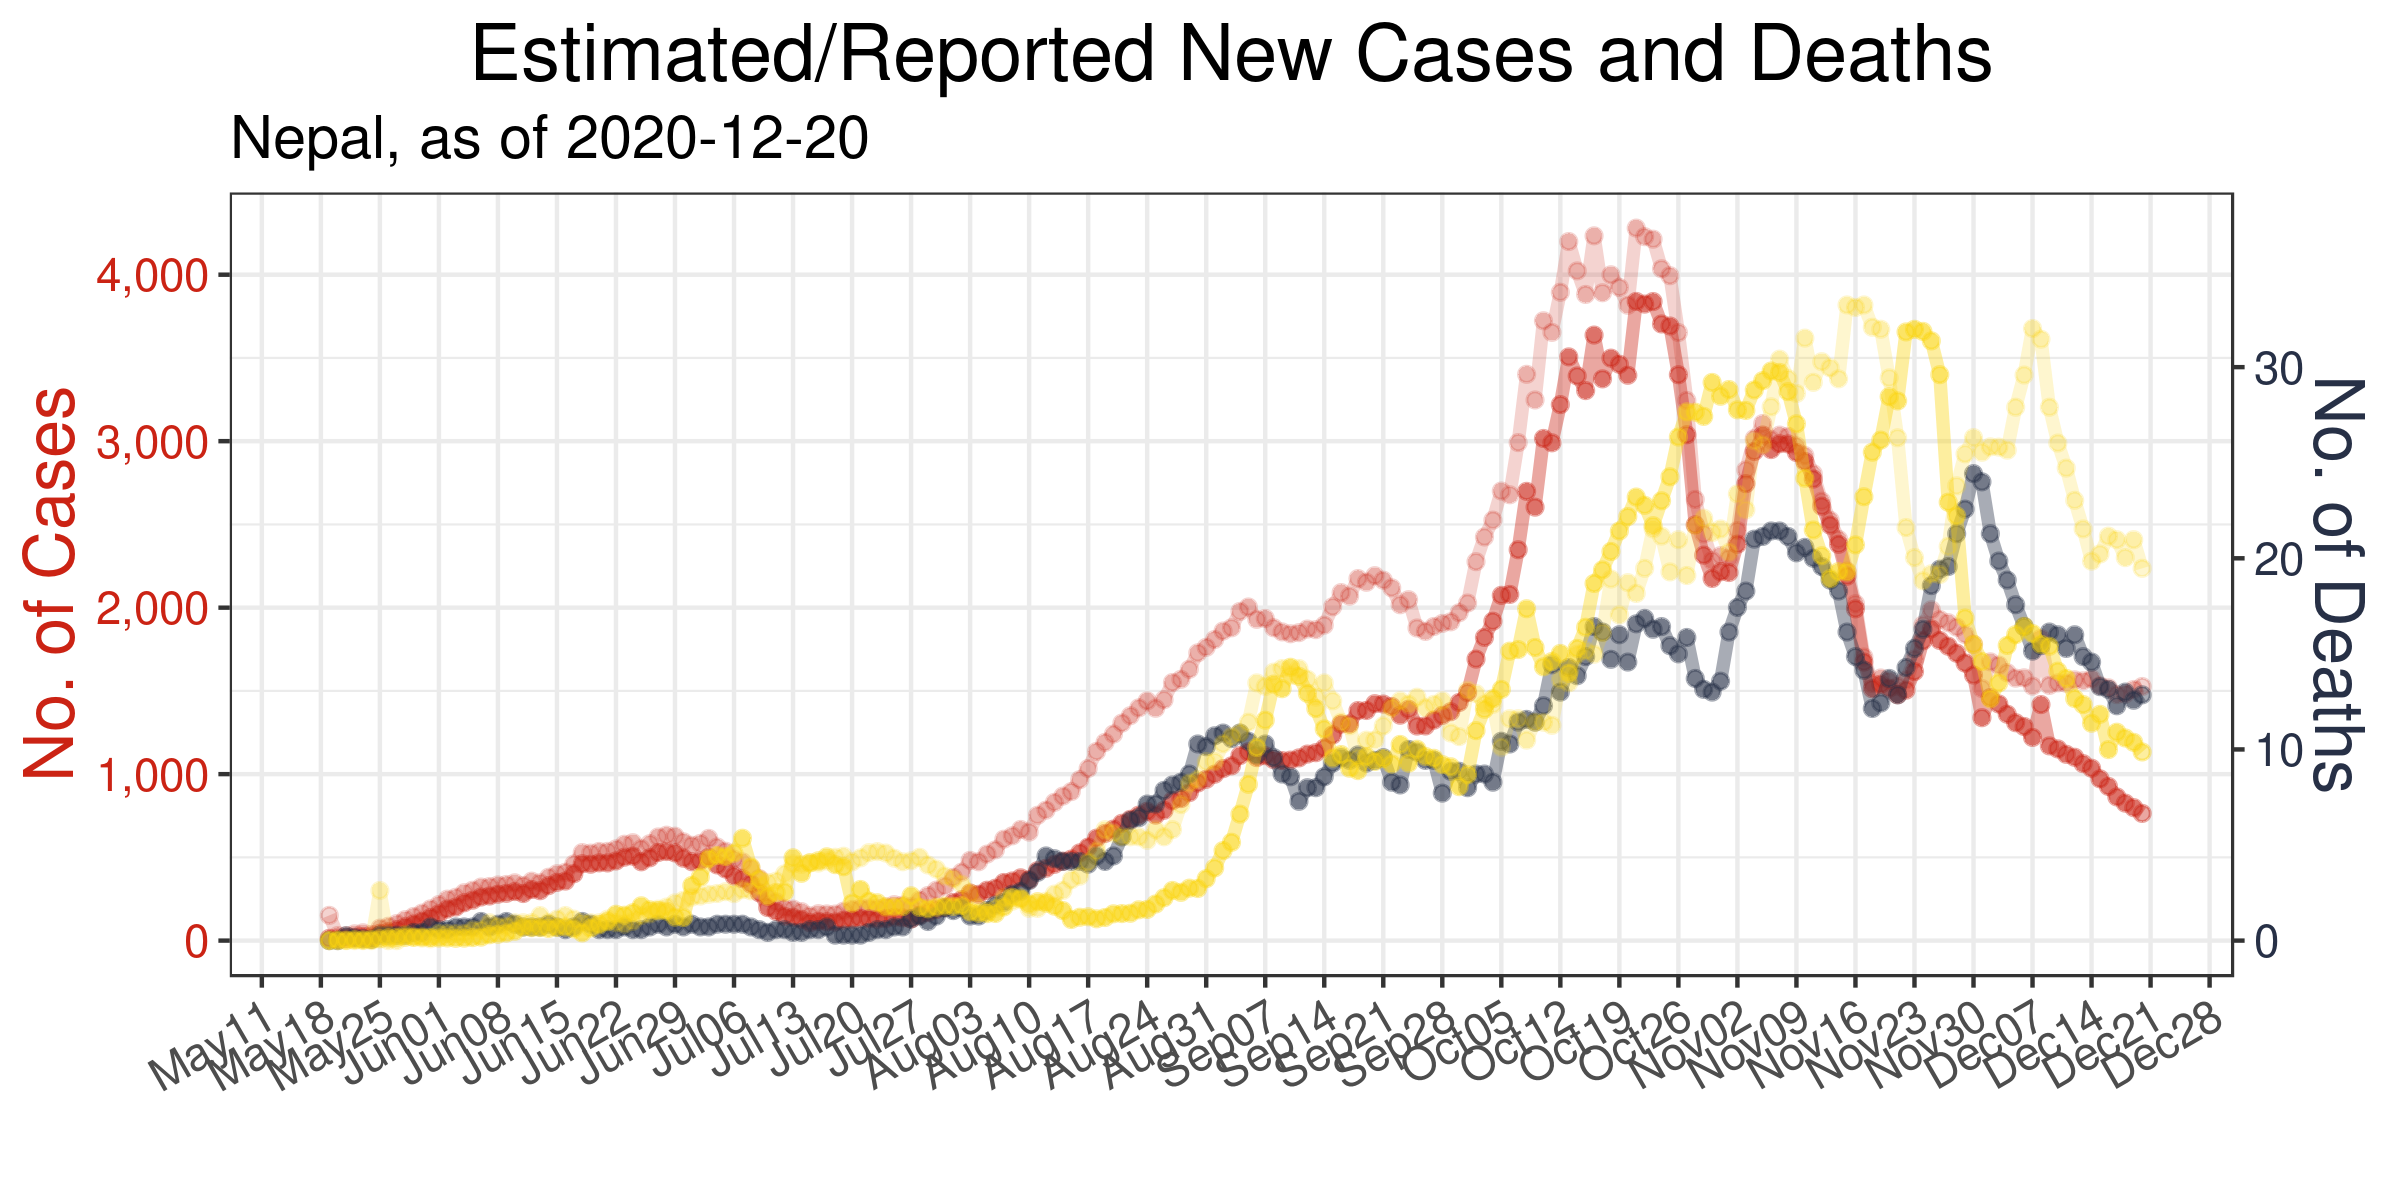 Estimated/Reported New Cases and Deaths
Nepal, as of 2020-12-20
No. of Cases
4,000
3,000
2,000
1,000
0
30
20
10
0
No. of Deaths
May11
May18
May25
Jun01
Jun08
Jun15
Jun22
Jun29
Jul06
Jul13
Jul20
Jul27
Aug03
Aug10
Aug17
Aug24
Aug31
Sep07
Sep14
Sep21
Sep28
Oct05
Oct12
Oct19
Oct26
Nov02
Nov09
Nov16
Nov23
Nov30
Dec07
Dec14
Dec21
Dec28